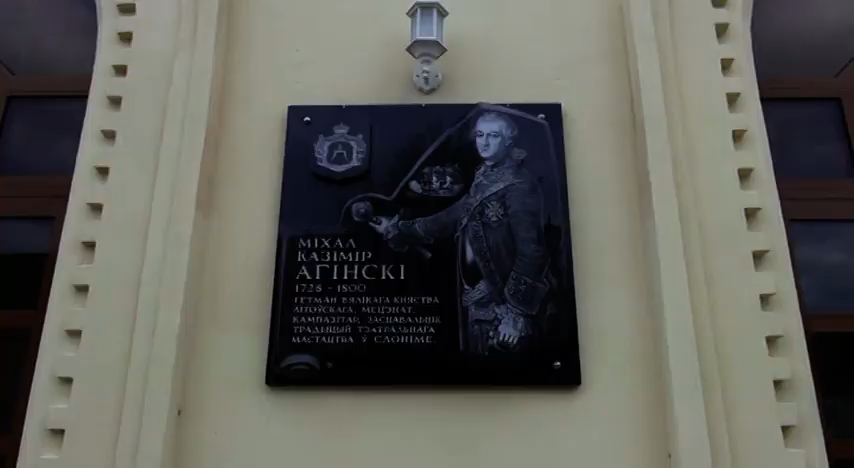 МІХАЛ
КАЗІМІР
АГІНСКІ
1728 - 1800
ГЕТМАН ВЯЛІКАГА КНЯСТВА
ЛІТОЎСКАГА, МЕЦЭНАТ,
КАМПАЗІТАР, ЗАСНАВАЛЬНІК
ТРАДЫЦЫЙ ТЭАТРАЛЬНАГА
МАСТАЦТВА Ў СЛОНІМЕ.